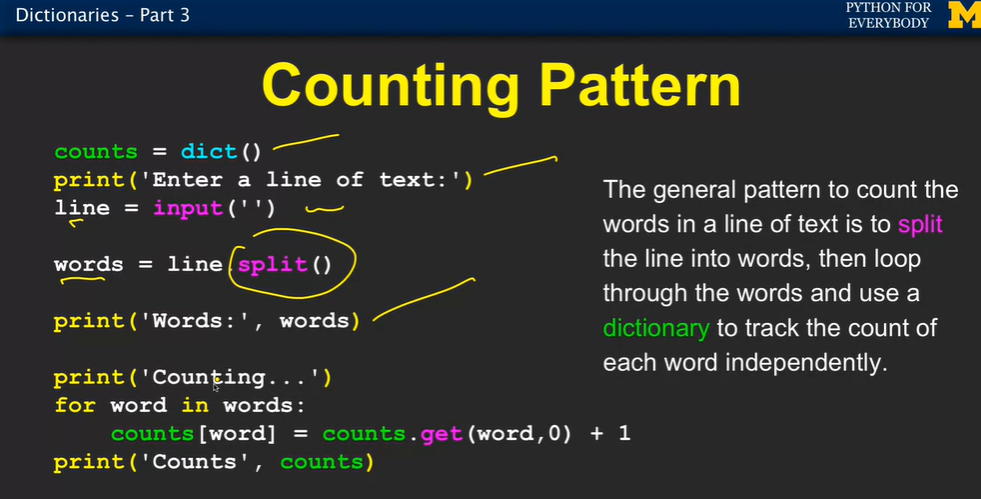 Dictionaries – Part 3
PYTHON FOR
EVERYBODY
M
Counting Pattern
counts = dict()
print('Enter a line of text:')
line = input('')
words = line.split()
print('Words:', words)
print('Counting...')
for word in words:
    counts[word] = counts.get(word,0) + 1
print('Counts', counts)
The general pattern to count the
words in a line of text is to split
the line into words, then loop
through the words and use a
dictionary to track the count of
each word independently.